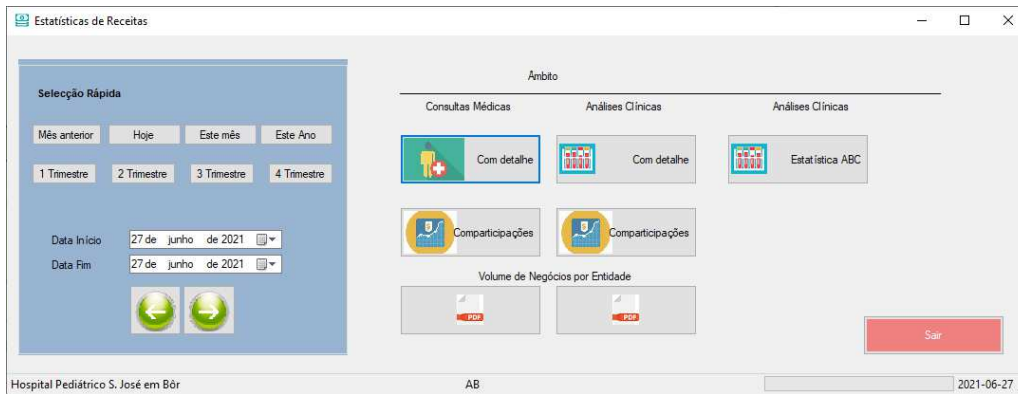 Estatísticas de Receitas
Selecção Rápida
Mês anterior Hoje Este mês Este Ano
1 Trimestre 2 Trimestre 3 Trimestre 4 Trimestre
Data Início 27 de junho de 2021
Data Fim 27 de junho de 2021
Âmbito
Consultas Médicas Análises Clínicas Análises Clínicas
Com detalhe Com detalhe Estatística ABC
Comparticipações Comparticipações
Volume de Negócios por Entidade
PDF PDF
Sair
Hospital Pediátrico S. José em Bôr AB 2021-06-27